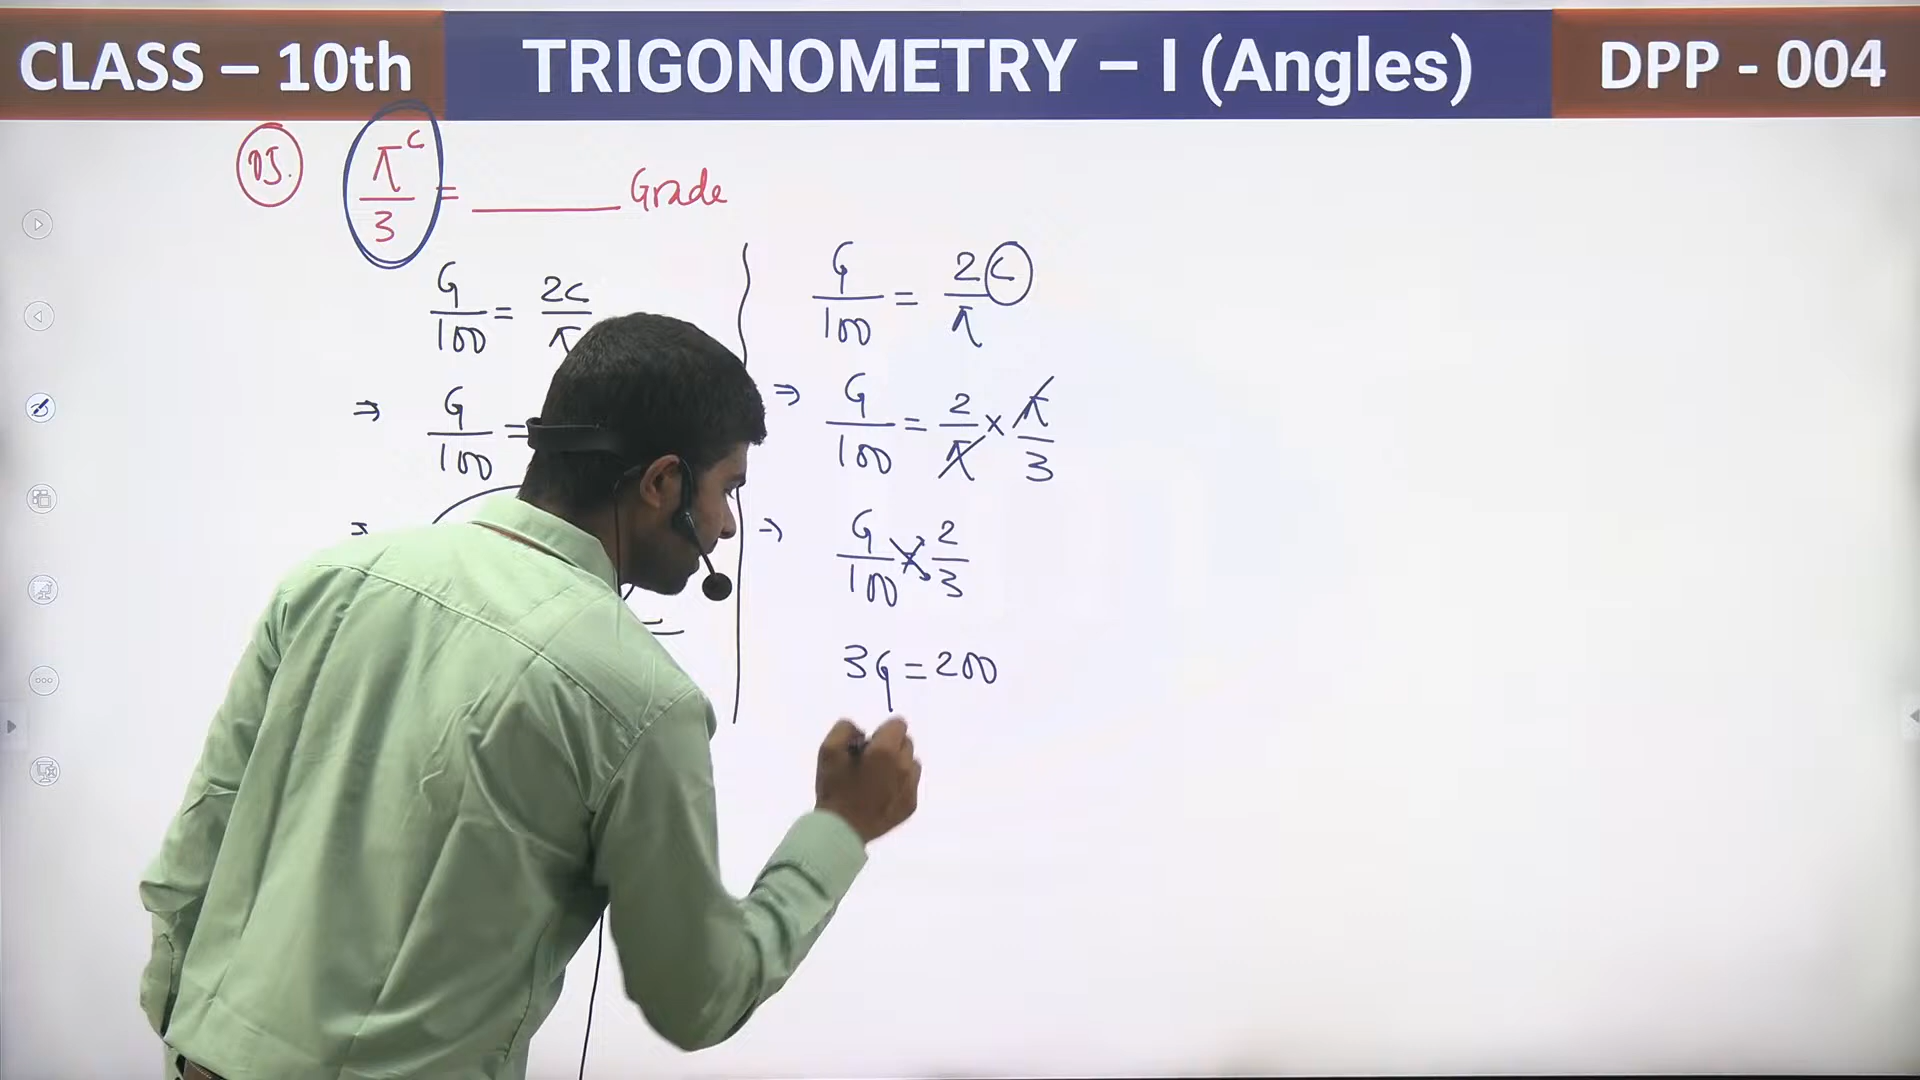 CLASS – 10th
TRIGONOMETRY – I (Angles)
DPP - 004
05. π^c/3 = ______ Grade
G/100 = 2C/π
⇒ G/100 =
⇒
G/100 = 2C/π
⇒ G/100 = 2/π × π/3
⇒ G/100 2/3
3G = 200